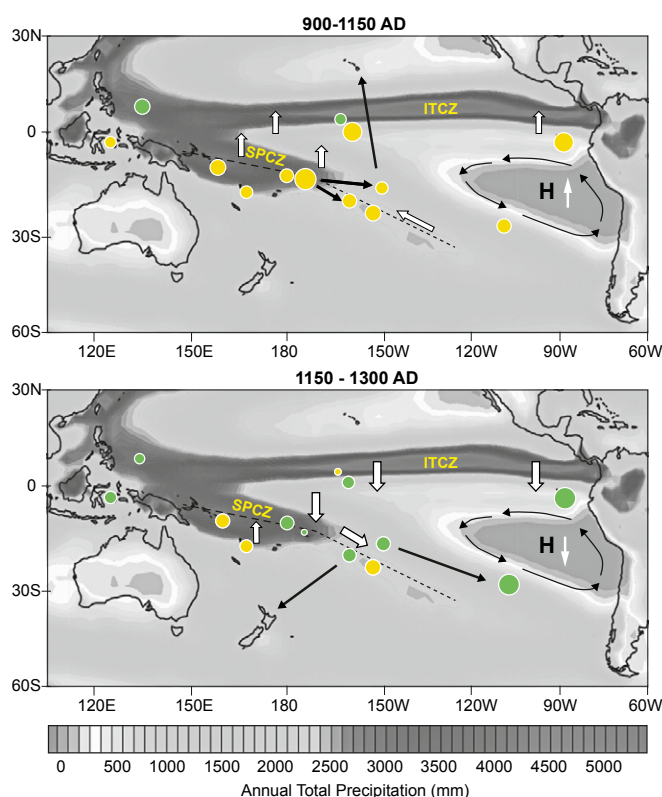 900-1150 AD
30N
ITCZ
0
SPCZ
H
30S
60S
120E 150E 180 150W 120W 90W 60W
1150 - 1300 AD
30N
ITCZ
0
SPCZ
H
30S
60S
120E 150E 180 150W 120W 90W 60W
0 500 1000 1500 2000 2500 3000 3500 4000 4500 5000
Annual Total Precipitation (mm)